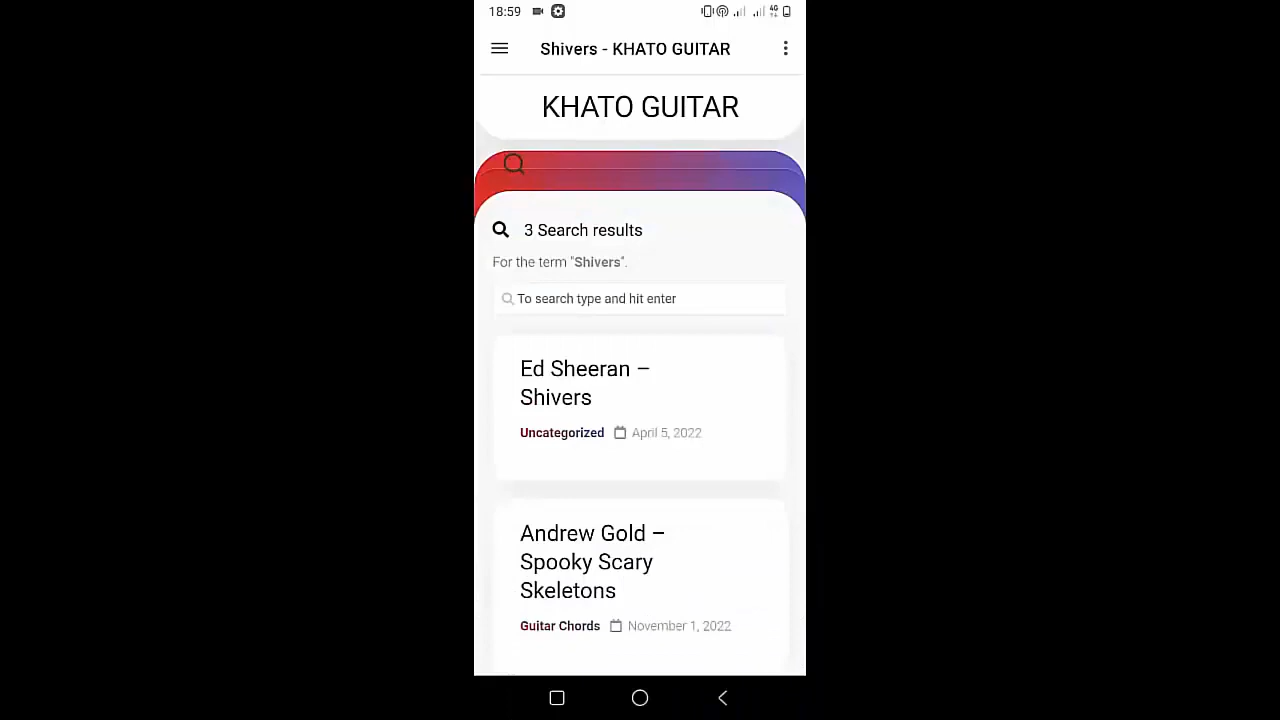 18:59
4G
Shivers - KHATO GUITAR
KHATO GUITAR
3 Search results
For the term "Shivers".
To search type and hit enter
Ed Sheeran –
Shivers
Uncategorized April 5, 2022
Andrew Gold –
Spooky Scary
Skeletons
Guitar Chords November 1, 2022